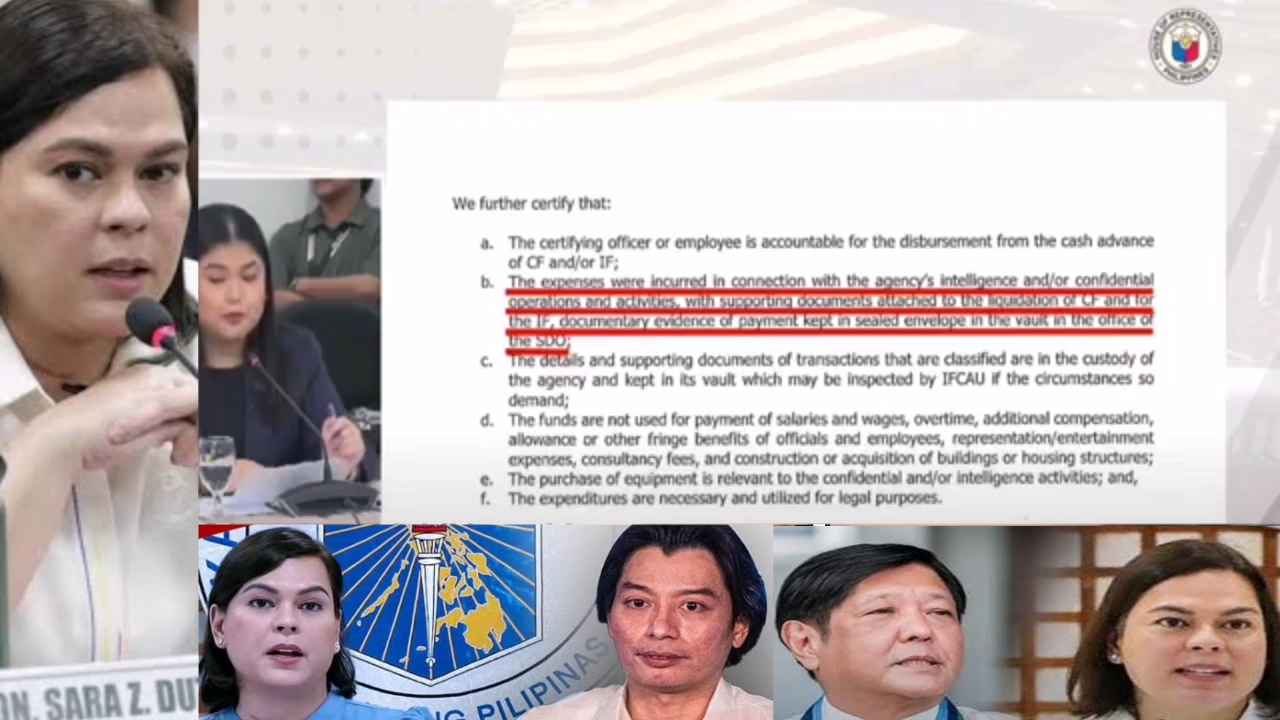 HOUSE OF REPRESENTATIVES
PHILIPPINES
We further certify that:
a. The certifying officer or employee is accountable for the disbursement from the cash advance
of CF and/or IF;
b. The expenses were incurred in connection with the agency's intelligence and/or confidential
operations and activities, with supporting documents attached to the liquidation of CF and for
the IF, documentary evidence of payment kept in sealed envelope in the vault in the office of
the SDO;
c. The details and supporting documents of transactions that are classified are in the custody of
the agency and kept in its vault which may be inspected by IFCAU if the circumstances so
demand;
d. The funds are not used for payment of salaries and wages, overtime, additional compensation,
allowance or other fringe benefits of officials and employees, representation/entertainment
expenses, consultancy fees, and construction or acquisition of buildings or housing structures;
e. The purchase of equipment is relevant to the confidential and/or intelligence activities; and,
f. The expenditures are necessary and utilized for legal purposes.
ON. SARA Z. DU
NG PILIPINAS